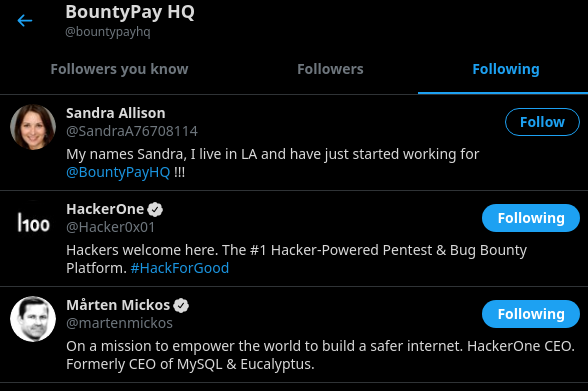 BountyPay HQ
@bountypayhq
Followers you know Followers Following
Sandra Allison
@SandraA76708114
Follow
My names Sandra, I live in LA and have just started working for
@BountyPayHQ !!!
HackerOne
@Hacker0x01
Following
Hackers welcome here. The #1 Hacker-Powered Pentest & Bug Bounty
Platform. #HackForGood
Mårten Mickos
@martenmickos
Following
On a mission to empower the world to build a safer internet. HackerOne CEO.
Formerly CEO of MySQL & Eucalyptus.